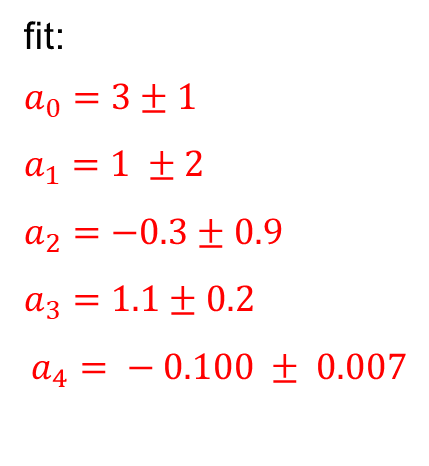 fit:
a₀ = 3 ± 1
a₁ = 1 ± 2
a₂ = −0.3 ± 0.9
a₃ = 1.1 ± 0.2
a₄ = − 0.100 ± 0.007